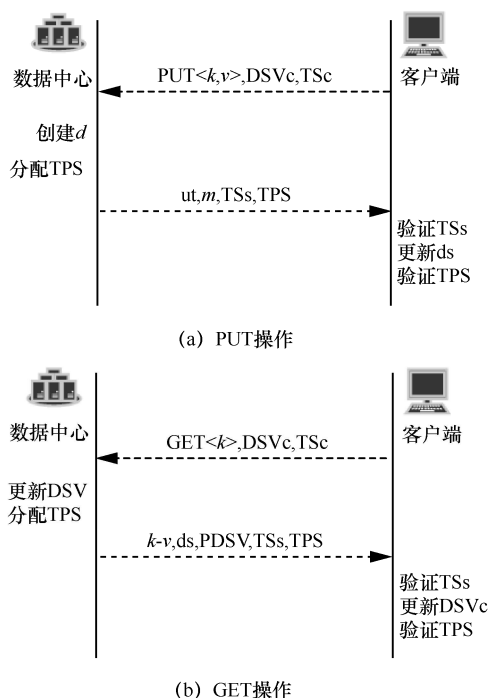 数据中心
客户端
PUT<k,v>,DSVc,TSc
创建d
分配TPS
ut,m,TSs,TPS
验证TSs
更新ds
验证TPS
(a) PUT操作
数据中心
客户端
GET<k>,DSVc,TSc
更新DSV
分配TPS
k-v,ds,PDSV,TSs,TPS
验证TSs
更新DSVc
验证TPS
(b) GET操作